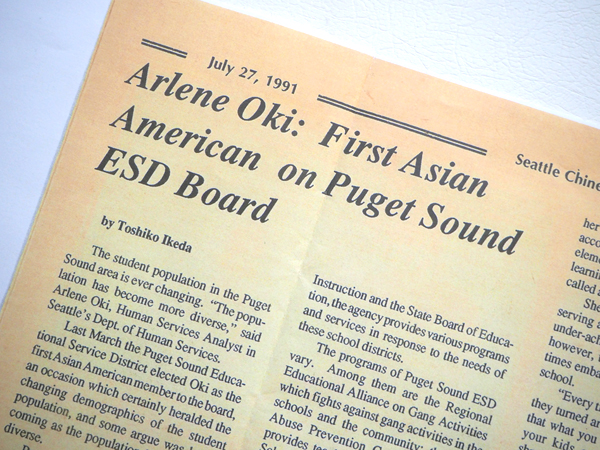 July 27, 1991
Seattle Chine
Arlene Oki: First Asian
American on Puget Sound
ESD Board
by Toshiko Ikeda
The student population in the Puget
Sound area is ever changing. “The popu-
lation has become more diverse,” said
Arlene Oki, Human Services Analyst in
Seattle's Dept. of Human Services.
Last March the Puget Sound Educa-
tional Service District elected Oki as the
first Asian American member to the board,
an occasion which certainly heralded the
changing demographics of the student
population, and some argue was
coming as the population
diverse.
Instruction and the State Board of Educa-
tion, the agency provides various programs
and services in response to the needs of
these school districts.
The programs of Puget Sound ESD
vary. Among them are the Regional
Educational Alliance on Gang Activities
which fights against gang activities in the
schools and the community; the
Abuse Prevention
provides
her
acco
eleme
learnin
called a
She
serving a
under-ach
however,
times emba
school.
"Every t
they turned ar
that what you
your kids